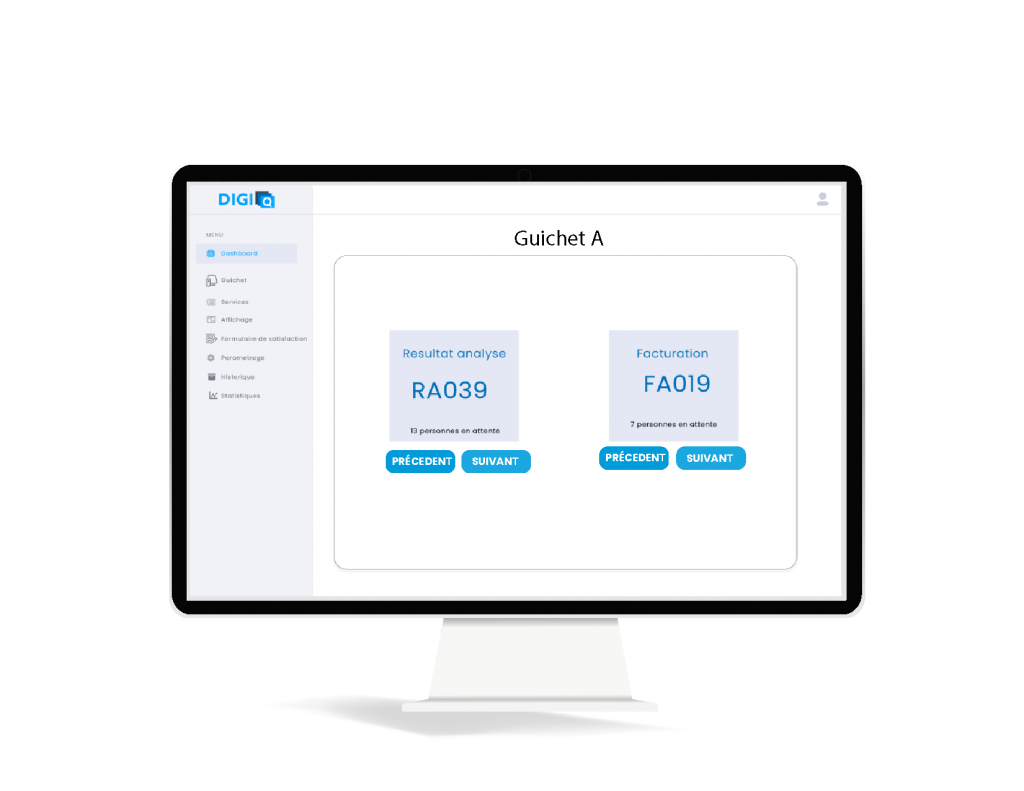 DIGI Q
MENU
Dashboard
Guichet
Services
Affichage
Formulaire de satisfaction
Parametrage
Historique
Statistiques
Guichet A
Resultat analyse
RA039
13 personnes en attente
PRÉCEDENT
SUIVANT
Facturation
FA019
7 personnes en attente
PRÉCEDENT
SUIVANT